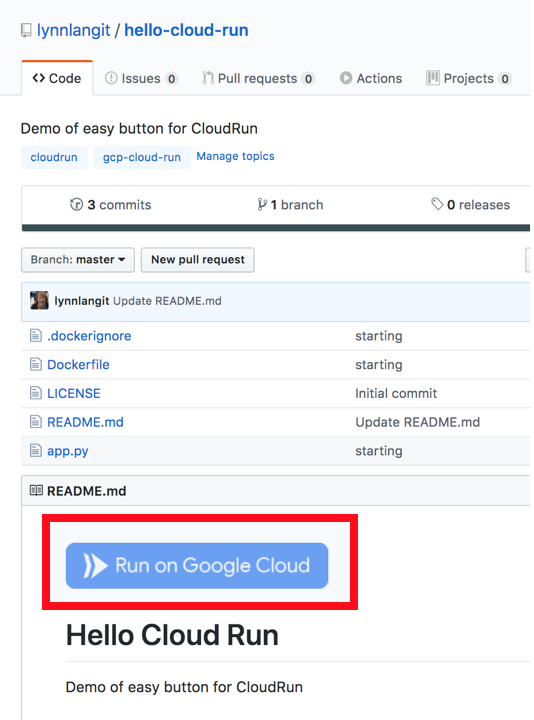 lynnlangit / hello-cloud-run
Code Issues 0 Pull requests 0 Actions Projects 0
Demo of easy button for CloudRun
cloudrun gcp-cloud-run Manage topics
3 commits 1 branch 0 releases
Branch: master New pull request
lynnlangit Update README.md
.dockerignore starting
Dockerfile starting
LICENSE Initial commit
README.md Update README.md
app.py starting
README.md
Run on Google Cloud
Hello Cloud Run
Demo of easy button for CloudRun